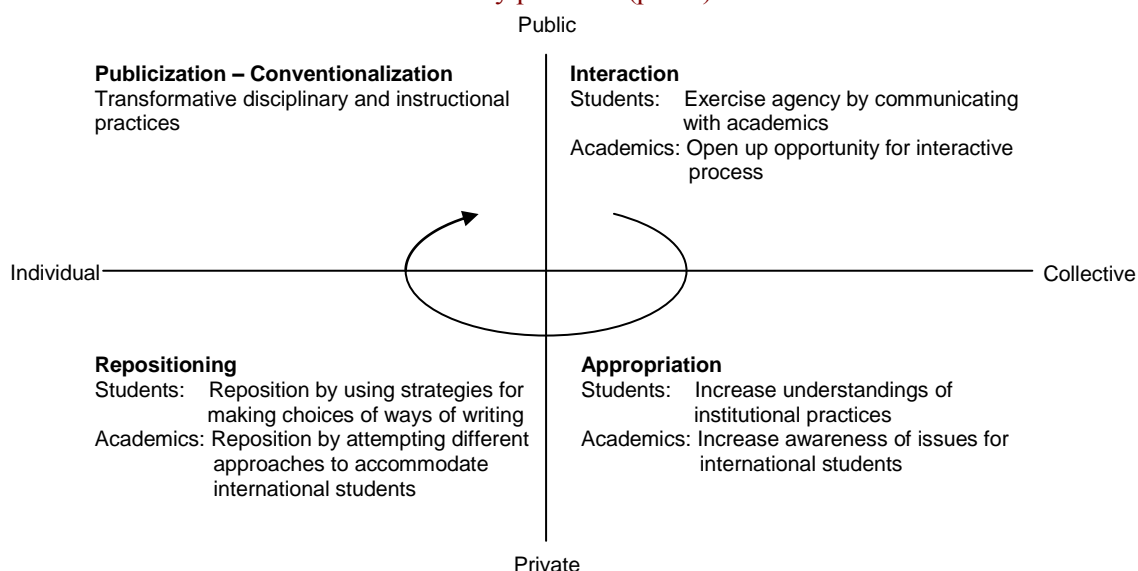 Public
Publicization – Conventionalization
Transformative disciplinary and instructional
practices
Interaction
Students: Exercise agency by communicating
with academics
Academics: Open up opportunity for interactive
process
Individual
Collective
Repositioning
Students: Reposition by using strategies for
making choices of ways of writing
Academics: Reposition by attempting different
approaches to accommodate
international students
Appropriation
Students: Increase understandings of
institutional practices
Academics: Increase awareness of issues for
international students
Private